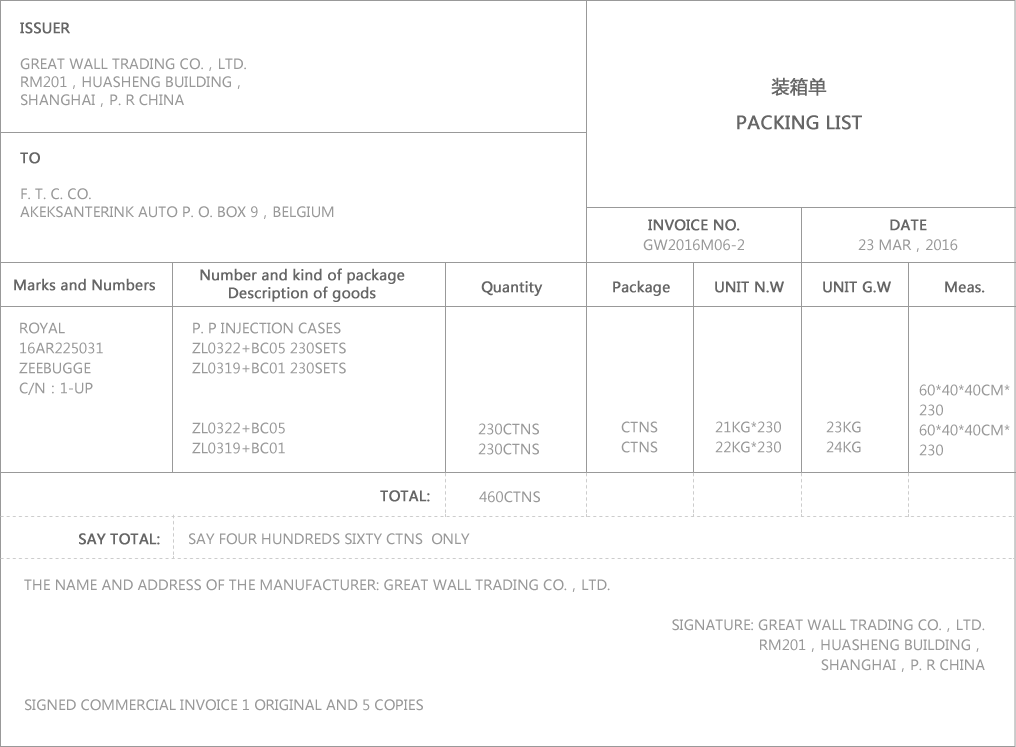 ISSUER
GREAT WALL TRADING CO. , LTD.
RM201 , HUASHENG BUILDING ,
SHANGHAI , P. R CHINA
装箱单
PACKING LIST
TO
F. T. C. CO.
AKEKSANTERINK AUTO P. O. BOX 9 , BELGIUM
INVOICE NO.
GW2016M06-2
DATE
23 MAR , 2016
Marks and Numbers
Number and kind of package
Description of goods
Quantity
Package
UNIT N.W
UNIT G.W
Meas.
ROYAL
16AR225031
ZEEBUGGE
C/N : 1-UP
P. P INJECTION CASES
ZL0322+BC05 230SETS
ZL0319+BC01 230SETS
ZL0322+BC05
ZL0319+BC01
230CTNS
230CTNS
CTNS
CTNS
21KG*230
22KG*230
23KG
24KG
60*40*40CM*
230
60*40*40CM*
230
TOTAL:
460CTNS
SAY TOTAL:
SAY FOUR HUNDREDS SIXTY CTNS  ONLY
THE NAME AND ADDRESS OF THE MANUFACTURER: GREAT WALL TRADING CO. , LTD.
SIGNATURE: GREAT WALL TRADING CO. , LTD.
RM201 , HUASHENG BUILDING ,
SHANGHAI , P. R CHINA
SIGNED COMMERCIAL INVOICE 1 ORIGINAL AND 5 COPIES